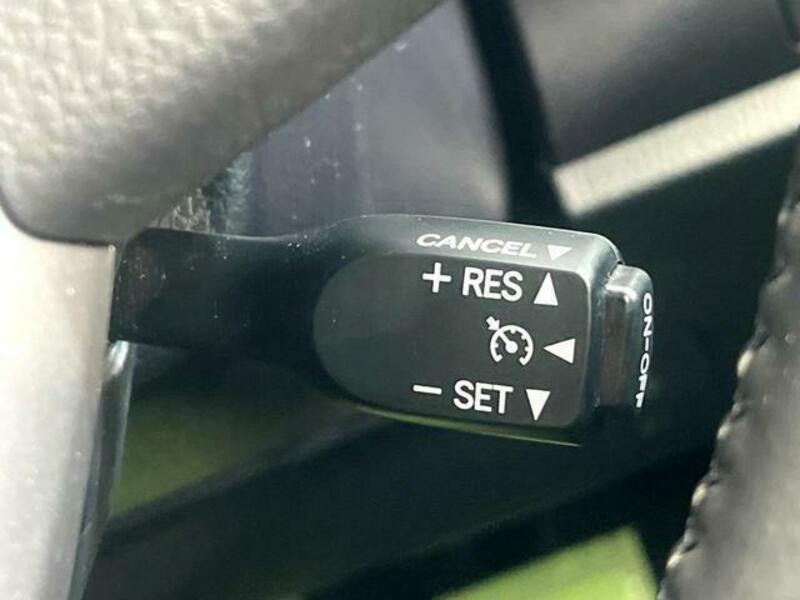 CANCEL ▼
+ RES ▲
◀
− SET ▼
ON-OFF